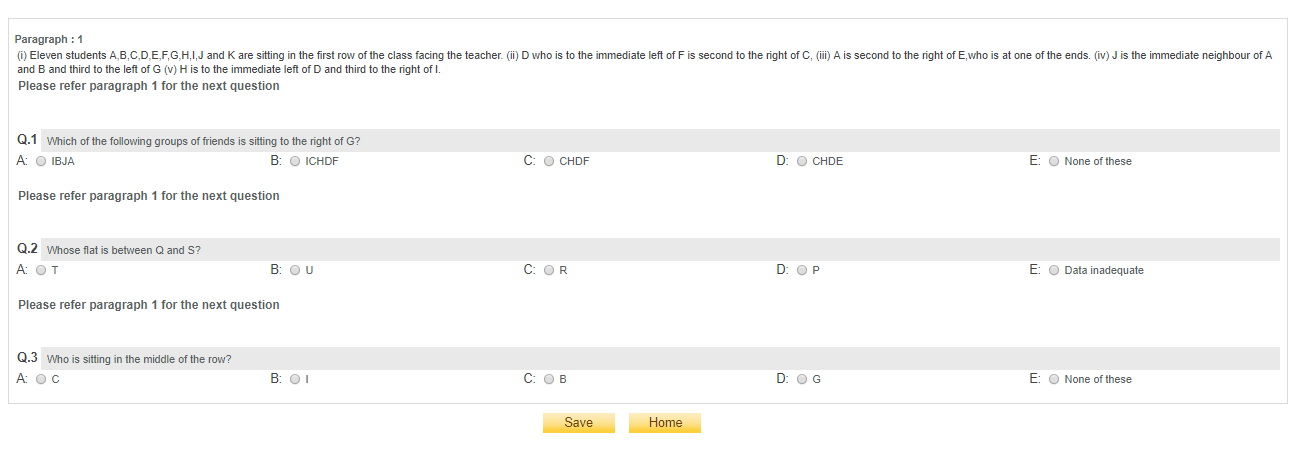 Paragraph : 1
(i) Eleven students A,B,C,D,E,F,G,H,I,J and K are sitting in the first row of the class facing the teacher. (ii) D who is to the immediate left of F is second to the right of C, (iii) A is second to the right of E,who is at one of the ends. (iv) J is the immediate neighbour of A
and B and third to the left of G (v) H is to the immediate left of D and third to the right of I.
Please refer paragraph 1 for the next question
Q.1 Which of the following groups of friends is sitting to the right of G?
A: IBJA B: ICHDF C: CHDF D: CHDE E: None of these
Please refer paragraph 1 for the next question
Q.2 Whose flat is between Q and S?
A: T B: U C: R D: P E: Data inadequate
Please refer paragraph 1 for the next question
Q.3 Who is sitting in the middle of the row?
A: C B: I C: B D: G E: None of these
Save Home